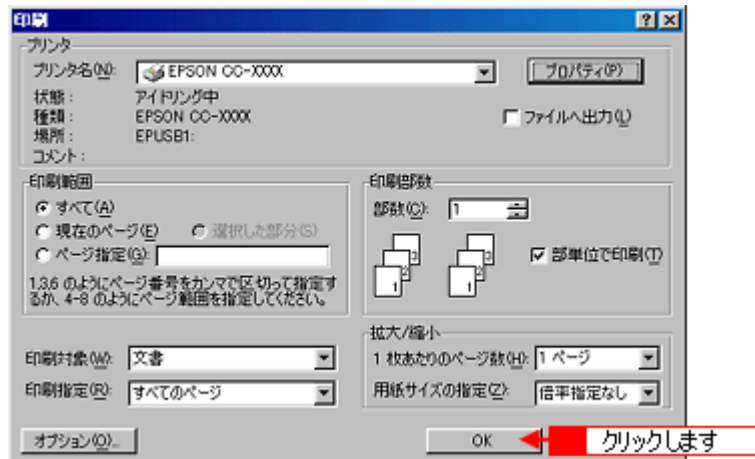 印刷
プリンタ
プリンタ名(N): EPSON CC-XXXX プロパティ(P)
状態： アイドリング中
種類： EPSON CC-XXXX ファイルへ出力(L)
場所： EPUSB1:
コメント：
印刷範囲
すべて(A)
現在のページ(E) 選択した部分(S)
ページ指定(G):
1,3,6 のようにページ番号をカンマで区切って指定す
るか、4-8 のようにページ範囲を指定してください。
印刷部数
部数(C): 1
1 2 3 1 2 3
部単位で印刷(T)
印刷対象(W): 文書
印刷指定(R): すべてのページ
拡大/縮小
1 枚あたりのページ数(H): 1 ページ
用紙サイズの指定(Z): 倍率指定なし
オプション(O)... OK クリックします